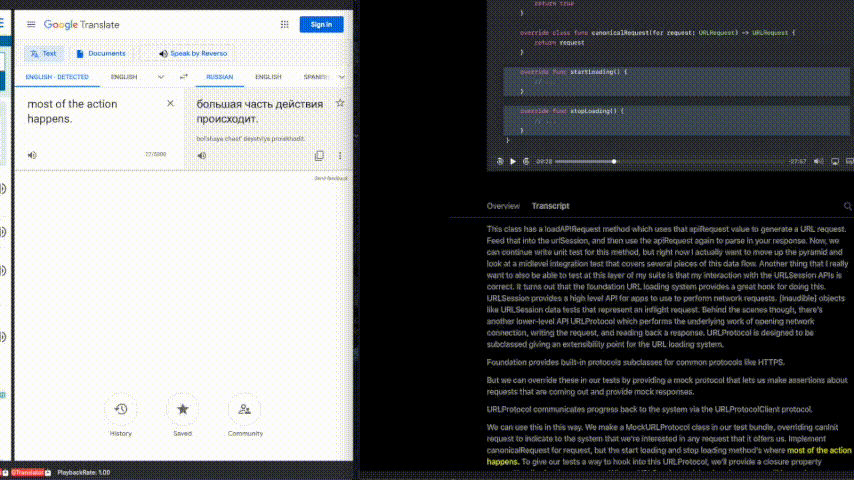 Google Translate
Sign in
Text
Documents
Speak by Reverso
ENGLISH - DETECTED
ENGLISH
RUSSIAN
ENGLISH
SPANIS
most of the action
happens.
большая часть действия
происходит.
bol'shaya chast' deystviya proiskhodit.
77/5000
Send feedback
History
Saved
Community
PlaybackRate: 1.00
return true
}
override class func canonicalRequest(for request: URLRequest) -> URLRequest {
return request
}
override func startLoading() {
// ...
}
override func stopLoading() {
// ...
}
}
-27:57
Overview
Transcript
This class has a loadAPIRequest method which uses that apiRequest value to generate a URL request.
Feed that into the urlSession, and then use the apiRequest again to parse in your response. Now, we
can continue write unit test for this method, but right now I actually want to move up the pyramid and
look at a midlevel integration test that covers several pieces of this data flow. Another thing that I really
want to also be able to test at this layer of my suite is that my interaction with the URLSession APIs is
correct. It turns out that the foundation URL loading system provides a great hook for doing this.
URLSession provides a high level API for apps to use to perform network requests. [Inaudible] objects
like URLSession data tests that represent an inflight request. Behind the scenes though, there's
another lower-level API URLProtocol which performs the underlying work of opening network
connection, writing the request, and reading back a response. URLProtocol is designed to be
subclassed giving an extensibility point for the URL loading system.
Foundation provides built-in protocols subclasses for common protocols like HTTPS.
But we can override these in our tests by providing a mock protocol that lets us make assertions about
requests that are coming out and provide mock responses.
URLProtocol communicates progress back to the system via the URLProtocolClient protocol.
We can use this in this way. We make a MockURLProtocol class in our test bundle, overriding canInit
request to indicate to the system that we're interested in any request that it offers us. Implement
canonicalRequest for request, but the start loading and stop loading method's where most of the action
happens. To give our tests a way to hook into this URLProtocol, we'll provide a closure property